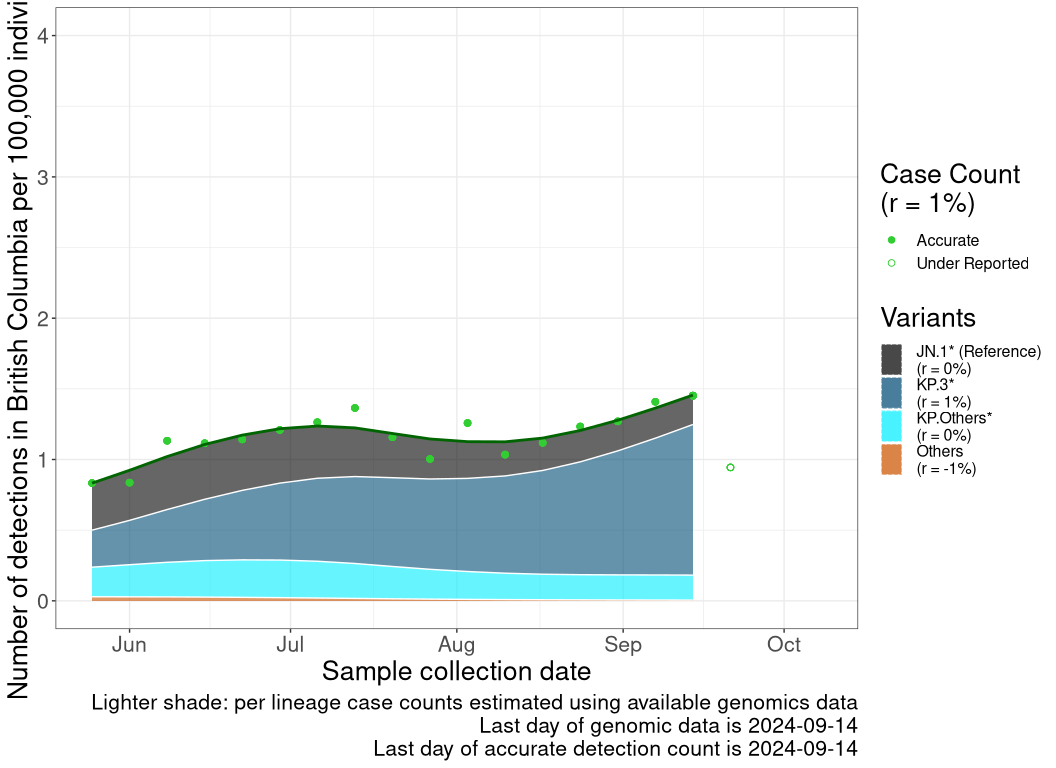 Number of detections in British Columbia per 100,000
4
3
2
1
0
Jun
Jul
Aug
Sep
Oct
Sample collection date
Lighter shade: per lineage case counts estimated using available genomics data
Last day of genomic data is 2024-09-14
Last day of accurate detection count is 2024-09-14
Case Count
(r = 1%)
Accurate
Under Reported
Variants
JN.1* (Reference)
(r = 0%)
KP.3*
(r = 1%)
KP.Others*
(r = 0%)
Others
(r = -1%)